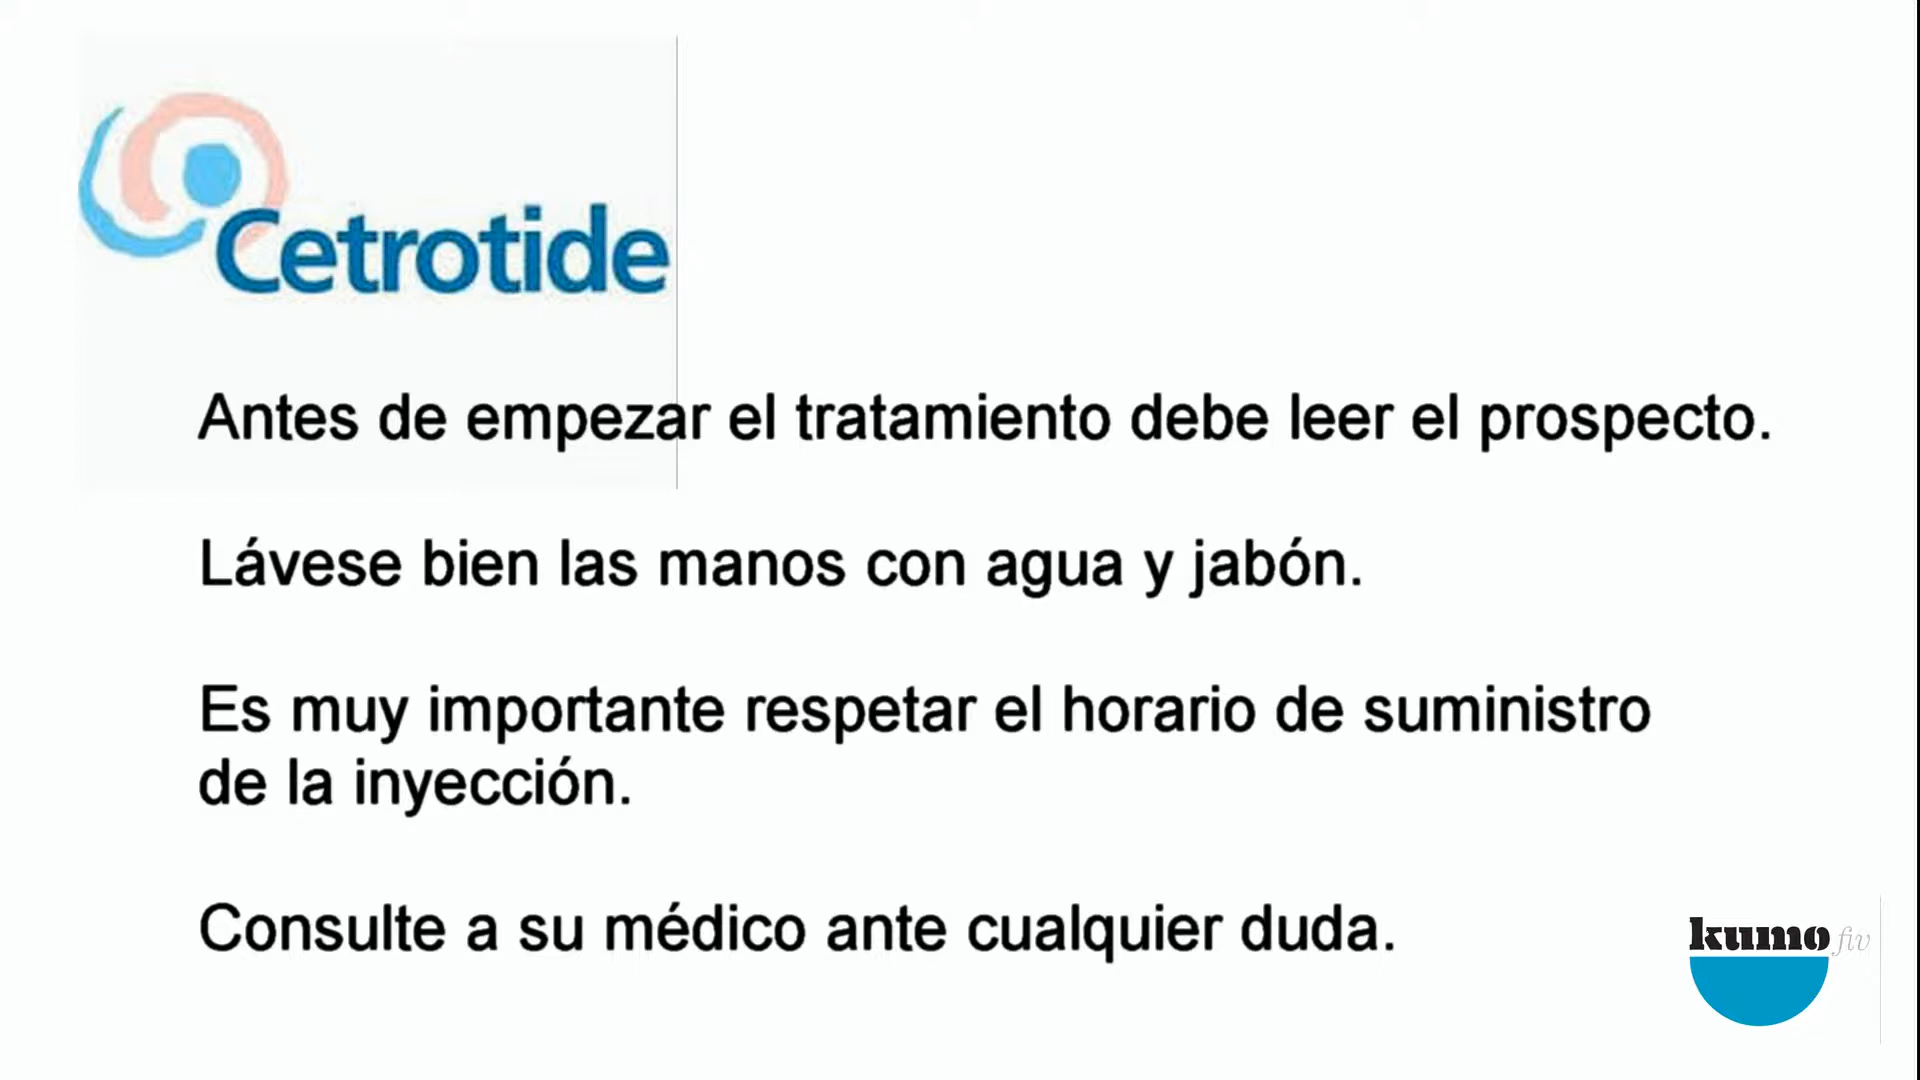 Cetrotide
Antes de empezar el tratamiento debe leer el prospecto.
Lávese bien las manos con agua y jabón.
Es muy importante respetar el horario de suministro
de la inyección.
Consulte a su médico ante cualquier duda.
kumo fiv